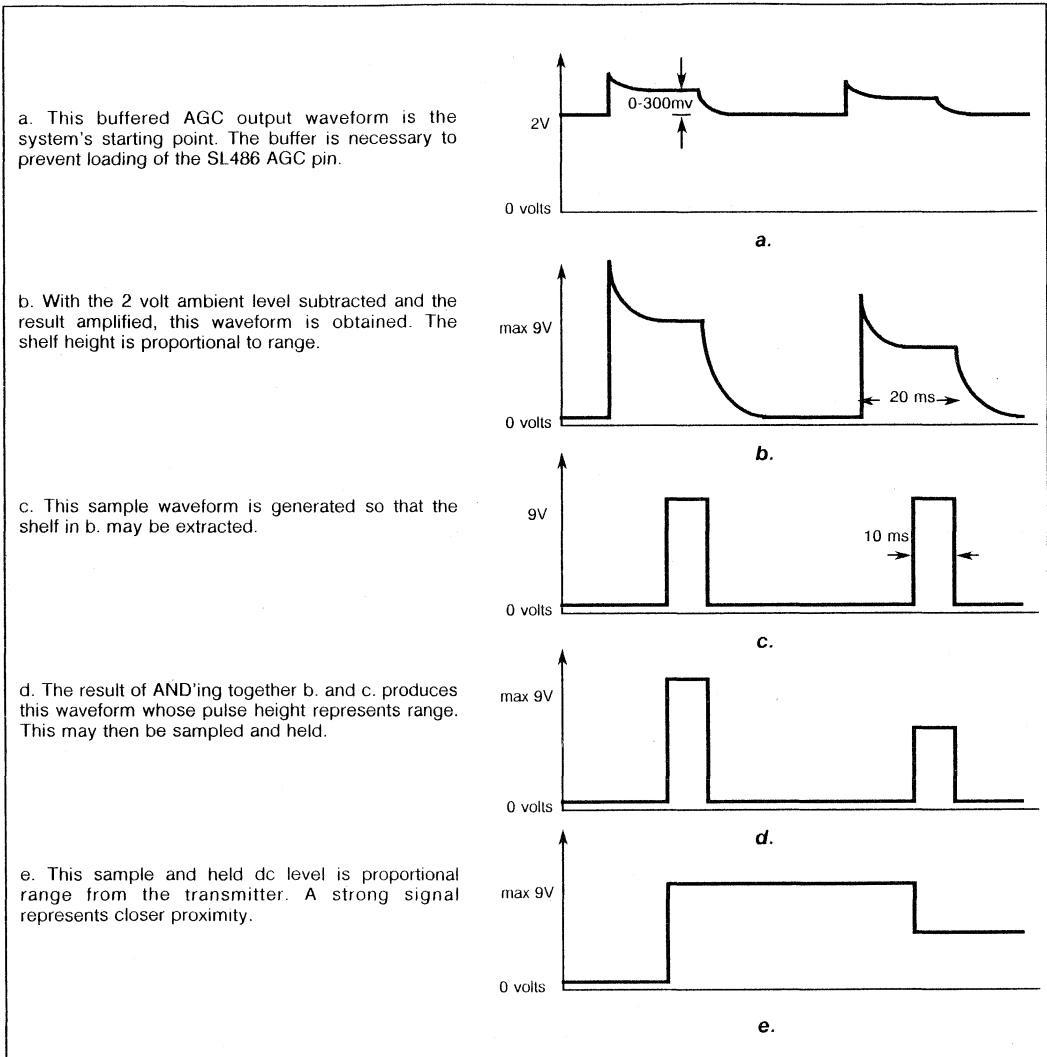 a. This buffered AGC output waveform is the
system's starting point. The buffer is necessary to
prevent loading of the SL486 AGC pin.
0-300mv
2V
0 volts
a.
b. With the 2 volt ambient level subtracted and the
result amplified, this waveform is obtained. The
shelf height is proportional to range.
max 9V
20 ms
0 volts
b.
c. This sample waveform is generated so that the
shelf in b. may be extracted.
9V
10 ms
0 volts
c.
d. The result of AND'ing together b. and c. produces
this waveform whose pulse height represents range.
This may then be sampled and held.
max 9V
0 volts
d.
e. This sample and held dc level is proportional
range from the transmitter. A strong signal
represents closer proximity.
max 9V
0 volts
e.